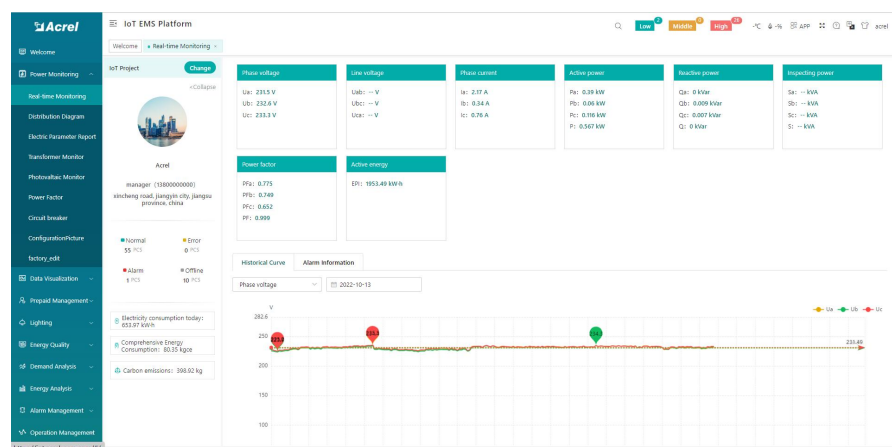 Acrel
IoT EMS Platform
Low
Middle
High
-℃
-%
APP
acrel
Welcome
Power Monitoring
Real-time Monitoring
Distribution Diagram
Electric Parameter Report
Transformer Monitor
Photovaltaic Monitor
Power Factor
Circuit breaker
ConfigurationPicture
factory_edit
Data Visualization
Prepaid Management
Lighting
Energy Quality
Demand Analysis
Energy Analysis
Alarm Management
Operation Management
Welcome
Real-time Monitoring ×
IoT Project
Change
<Collapse
Acrel
manager (13800000000)
xincheng road, jiangyin city, jiangsu
province, china
Normal
55 PCS
Error
0 PCS
Alarm
1 PCS
Offline
10 PCS
Electricity consumption today:
653.97 kW·h
Comprehensive Energy
Consumption: 80.35 kgce
Carbon emissions: 398.92 kg
Phase voltage
Ua: 231.5 V
Ub: 232.6 V
Uc: 233.3 V
Line voltage
Uab: -- V
Ubc: -- V
Uca: -- V
Phase current
Ia: 2.17 A
Ib: 0.34 A
Ic: 0.76 A
Active power
Pa: 0.39 kW
Pb: 0.06 kW
Pc: 0.116 kW
P: 0.567 kW
Reactive power
Qa: 0 kVar
Qb: 0.009 kVar
Qc: 0.007 kVar
Q: 0 kVar
Inspecting power
Sa: -- kVA
Sb: -- kVA
Sc: -- kVA
S: -- kVA
Power factor
PFa: 0.775
PFb: 0.749
PFc: 0.652
PF: 0.999
Active energy
EPI: 1953.49 kW·h
Historical Curve
Alarm Information
Phase voltage
2022-10-13
V
Ua
Ub
Uc
282.6
250
200
150
100
231.49